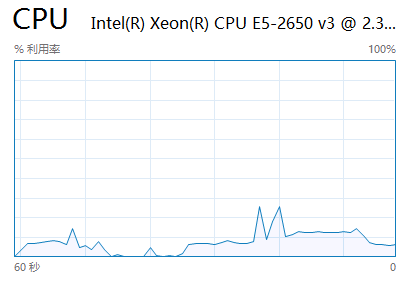 CPU Intel(R) Xeon(R) CPU E5-2650 v3 @ 2.3...
% 利用率 100%
60 秒 0